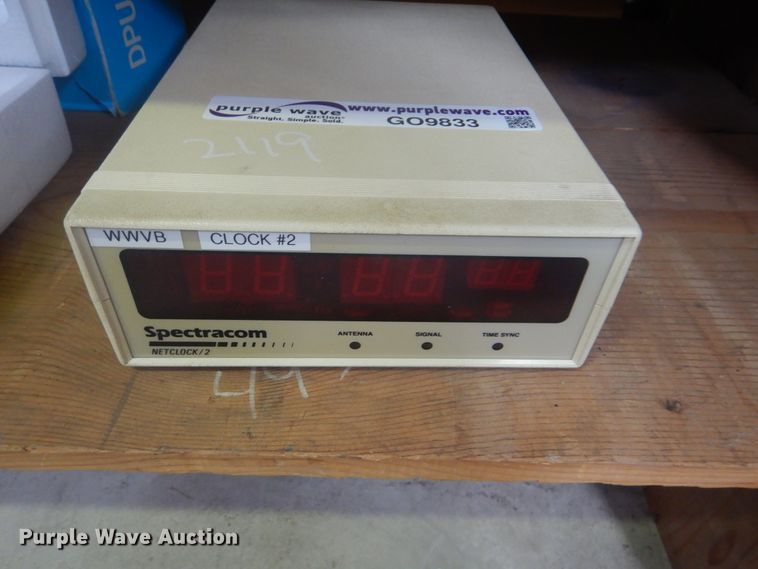 DPU
purple wave
auction
Straight. Simple. Sold.
www.purplewave.com
GO9833
2119
WWVB
CLOCK #2
Spectracom
NETCLOCK/2
ANTENNA
SIGNAL
TIME SYNC
Purple Wave Auction